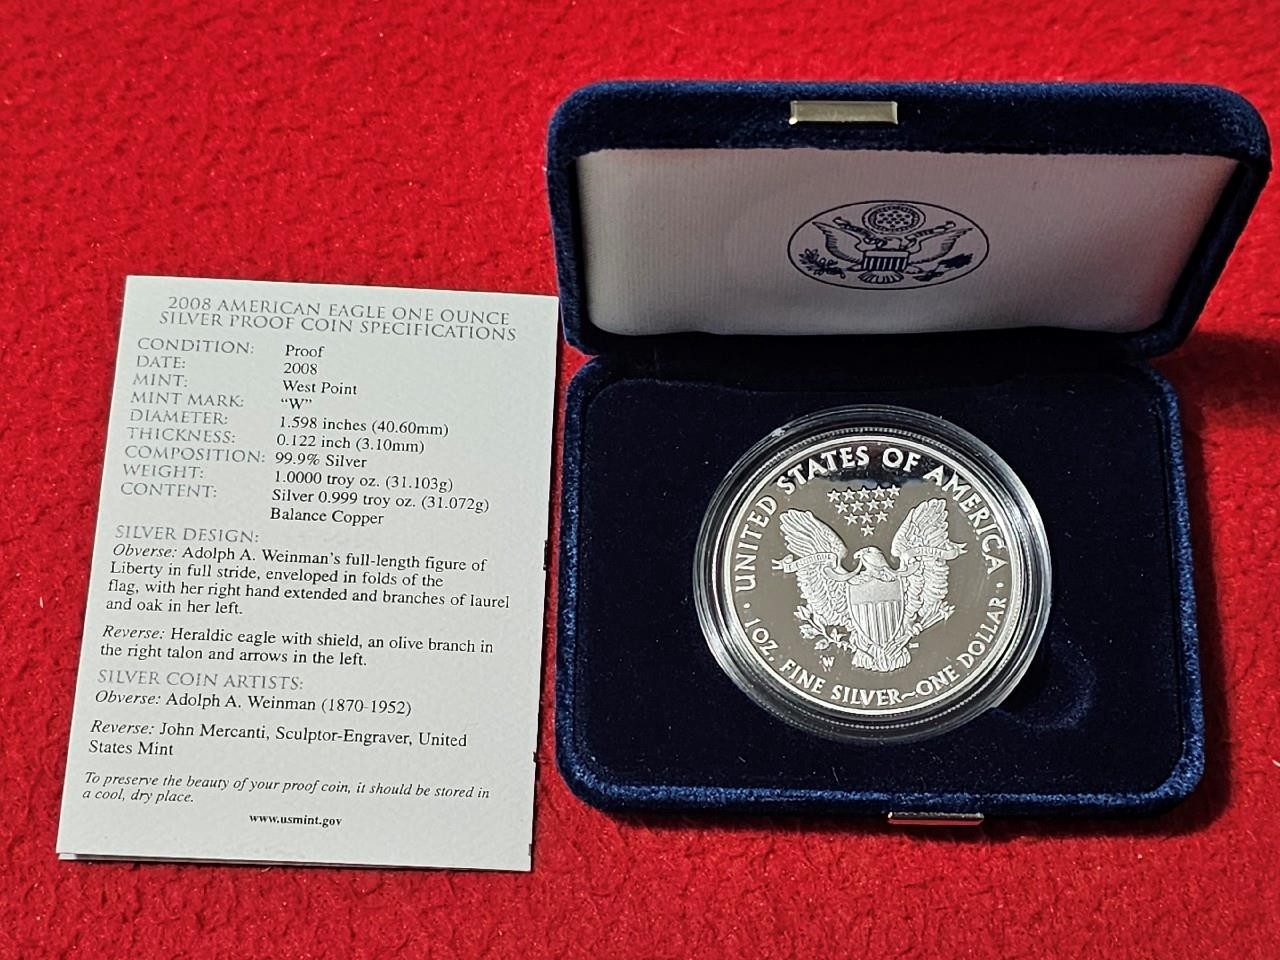 2008 AMERICAN EAGLE ONE OUNCE
SILVER PROOF COIN SPECIFICATIONS
CONDITION: Proof
DATE: 2008
MINT: West Point
MINT MARK: “W”
DIAMETER: 1.598 inches (40.60mm)
THICKNESS: 0.122 inch (3.10mm)
COMPOSITION: 99.9% Silver
WEIGHT: 1.0000 troy oz. (31.103g)
CONTENT: Silver 0.999 troy oz. (31.072g)
Balance Copper
SILVER DESIGN:
Obverse: Adolph A. Weinman’s full-length figure of
Liberty in full stride, enveloped in folds of the
flag, with her right hand extended and branches of laurel
and oak in her left.
Reverse: Heraldic eagle with shield, an olive branch in
the right talon and arrows in the left.
SILVER COIN ARTISTS:
Obverse: Adolph A. Weinman (1870-1952)
Reverse: John Mercanti, Sculptor-Engraver, United
States Mint
To preserve the beauty of your proof coin, it should be stored in
a cool, dry place.
www.usmint.gov
UNITED STATES OF AMERICA
W
1 OZ. FINE SILVER~ONE DOLLAR